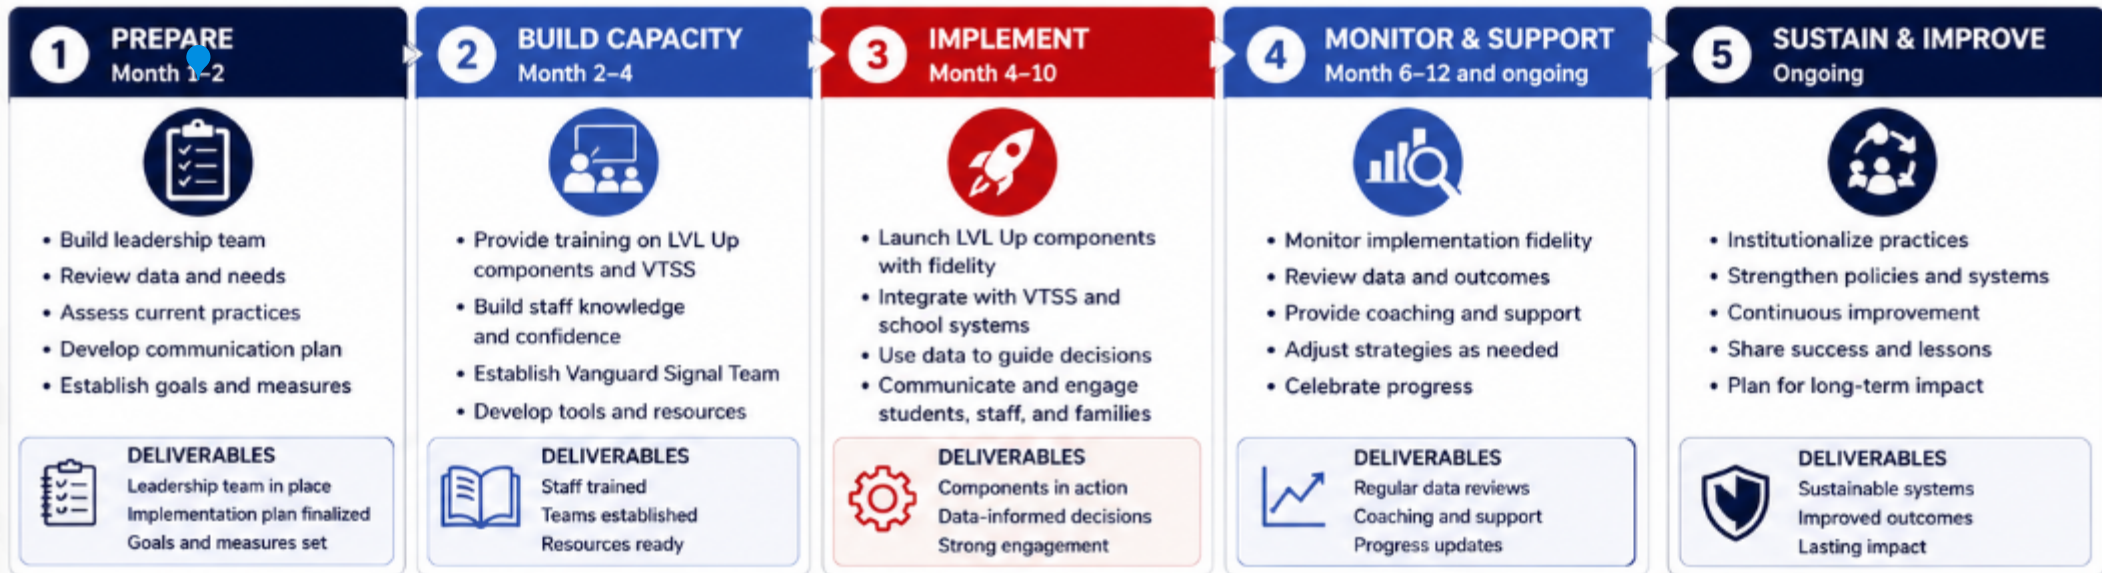 1 PREPARE
Month 1–2
• Build leadership team
• Review data and needs
• Assess current practices
• Develop communication plan
• Establish goals and measures
DELIVERABLES
Leadership team in place
Implementation plan finalized
Goals and measures set
2 BUILD CAPACITY
Month 2–4
• Provide training on LVL Up
components and VTSS
• Build staff knowledge
and confidence
• Establish Vanguard Signal Team
• Develop tools and resources
DELIVERABLES
Staff trained
Teams established
Resources ready
3 IMPLEMENT
Month 4–10
• Launch LVL Up components
with fidelity
• Integrate with VTSS and
school systems
• Use data to guide decisions
• Communicate and engage
students, staff, and families
DELIVERABLES
Components in action
Data-informed decisions
Strong engagement
4 MONITOR & SUPPORT
Month 6–12 and ongoing
• Monitor implementation fidelity
• Review data and outcomes
• Provide coaching and support
• Adjust strategies as needed
• Celebrate progress
DELIVERABLES
Regular data reviews
Coaching and support
Progress updates
5 SUSTAIN & IMPROVE
Ongoing
• Institutionalize practices
• Strengthen policies and systems
• Continuous improvement
• Share success and lessons
• Plan for long-term impact
DELIVERABLES
Sustainable systems
Improved outcomes
Lasting impact